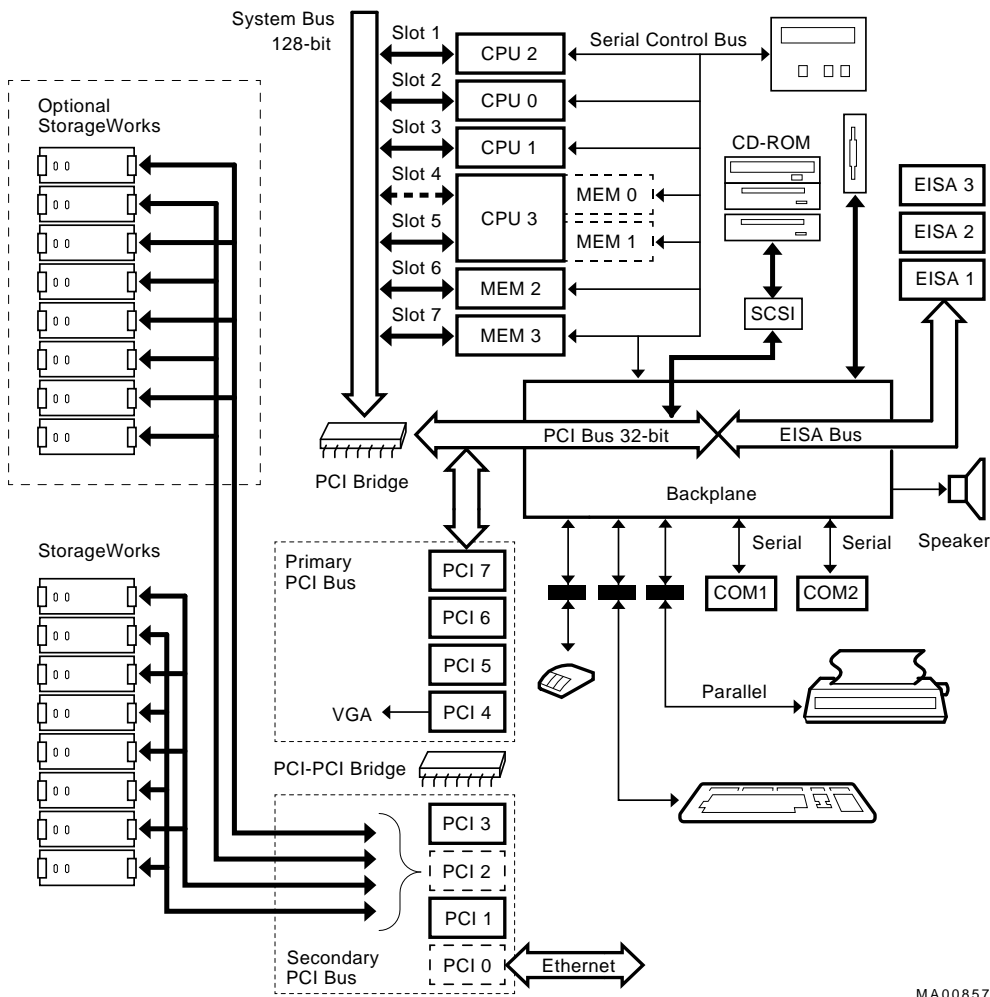 System Bus
128-bit
Slot 1
CPU 2
Serial Control Bus
Slot 2
CPU 0
Slot 3
CPU 1
Slot 4
CPU 3
MEM 0
Slot 5
MEM 1
Slot 6
MEM 2
Slot 7
MEM 3
Optional
StorageWorks
CD-ROM
SCSI
EISA 3
EISA 2
EISA 1
PCI Bus 32-bit
EISA Bus
Backplane
PCI Bridge
Speaker
Serial
Serial
COM1
COM2
StorageWorks
Primary
PCI Bus
PCI 7
PCI 6
PCI 5
PCI 4
VGA
Parallel
PCI-PCI Bridge
PCI 3
PCI 2
PCI 1
PCI 0
Secondary
PCI Bus
Ethernet
MA00857